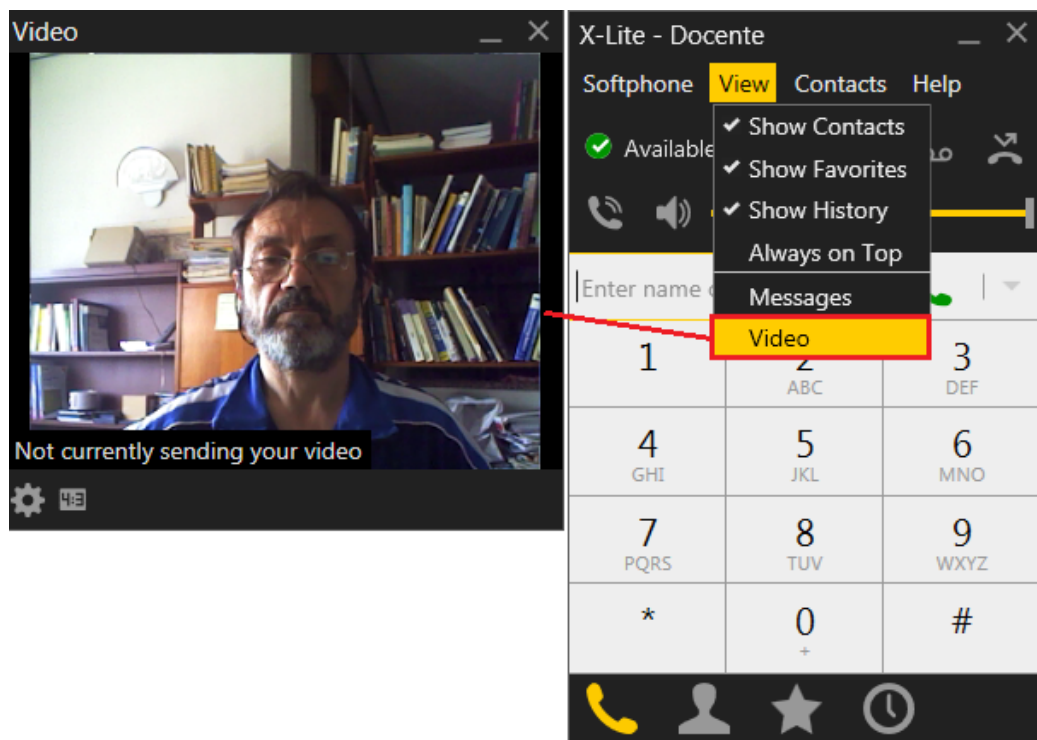 Video
Not currently sending your video
4:3
X-Lite - Docente
Softphone View Contacts Help
Available
Show Contacts
Show Favorites
Show History
Always on Top
Messages
Video
Enter name
1
2
ABC
3
DEF
4
GHI
5
JKL
6
MNO
7
PQRS
8
TUV
9
WXYZ
*
0
+
#